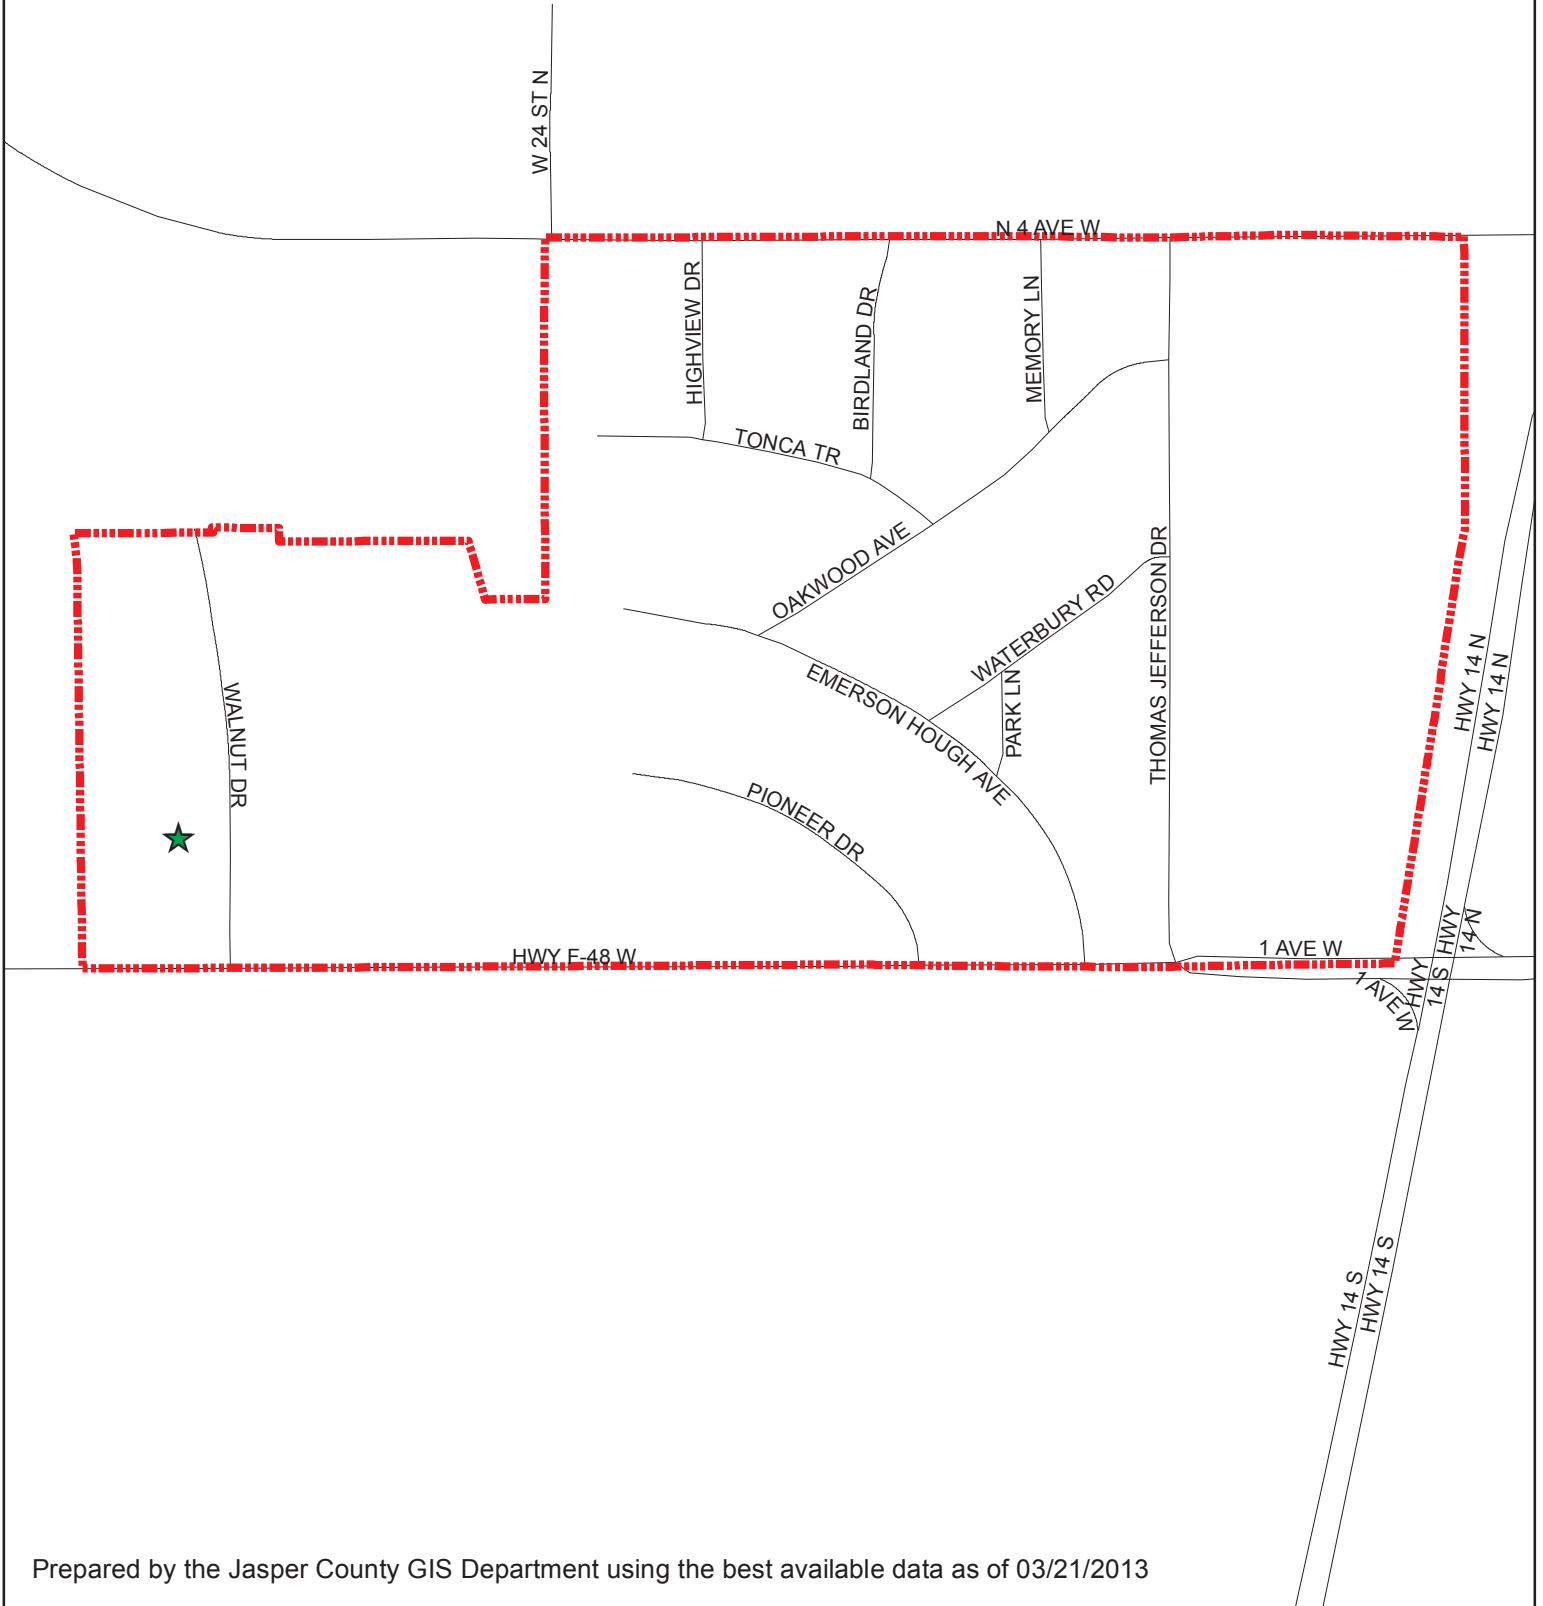 W 24 ST N
N 4 AVE W
HIGHVIEW DR
BIRDLAND DR
MEMORY LN
TONCA TR
OAKWOOD AVE
WATERBURY RD
THOMAS JEFFERSON DR
EMERSON HOUGH AVE
PARK LN
HWY 14 N
HWY 14 N
WALNUT DR
PIONEER DR
HWY F-48 W
1 AVE W
HWY
14 N
HWY
14 S
1 AVE W
HWY 14 S
HWY 14 S
Prepared by the Jasper County GIS Department using the best available data as of 03/21/2013